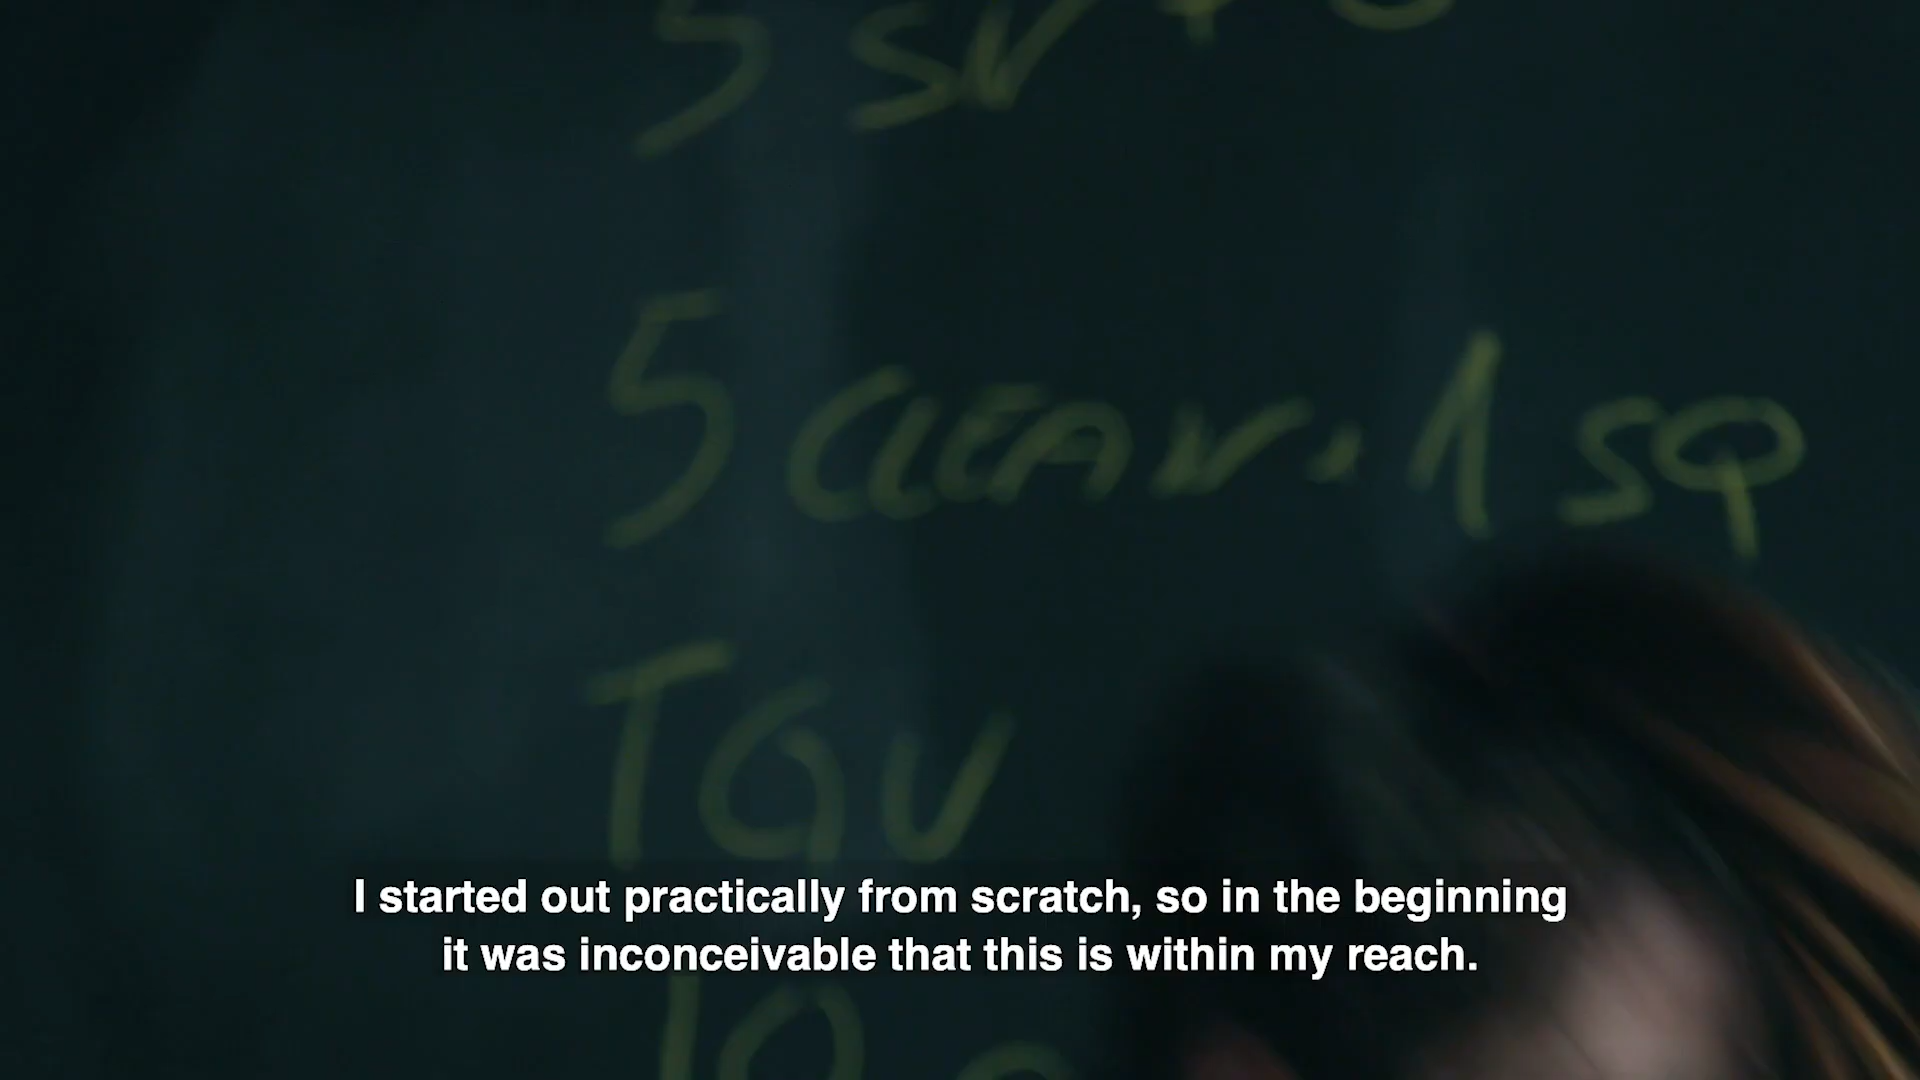 5
5 CLEAN + 1 SQ
TGU
I started out practically from scratch, so in the beginning
it was inconceivable that this is within my reach.